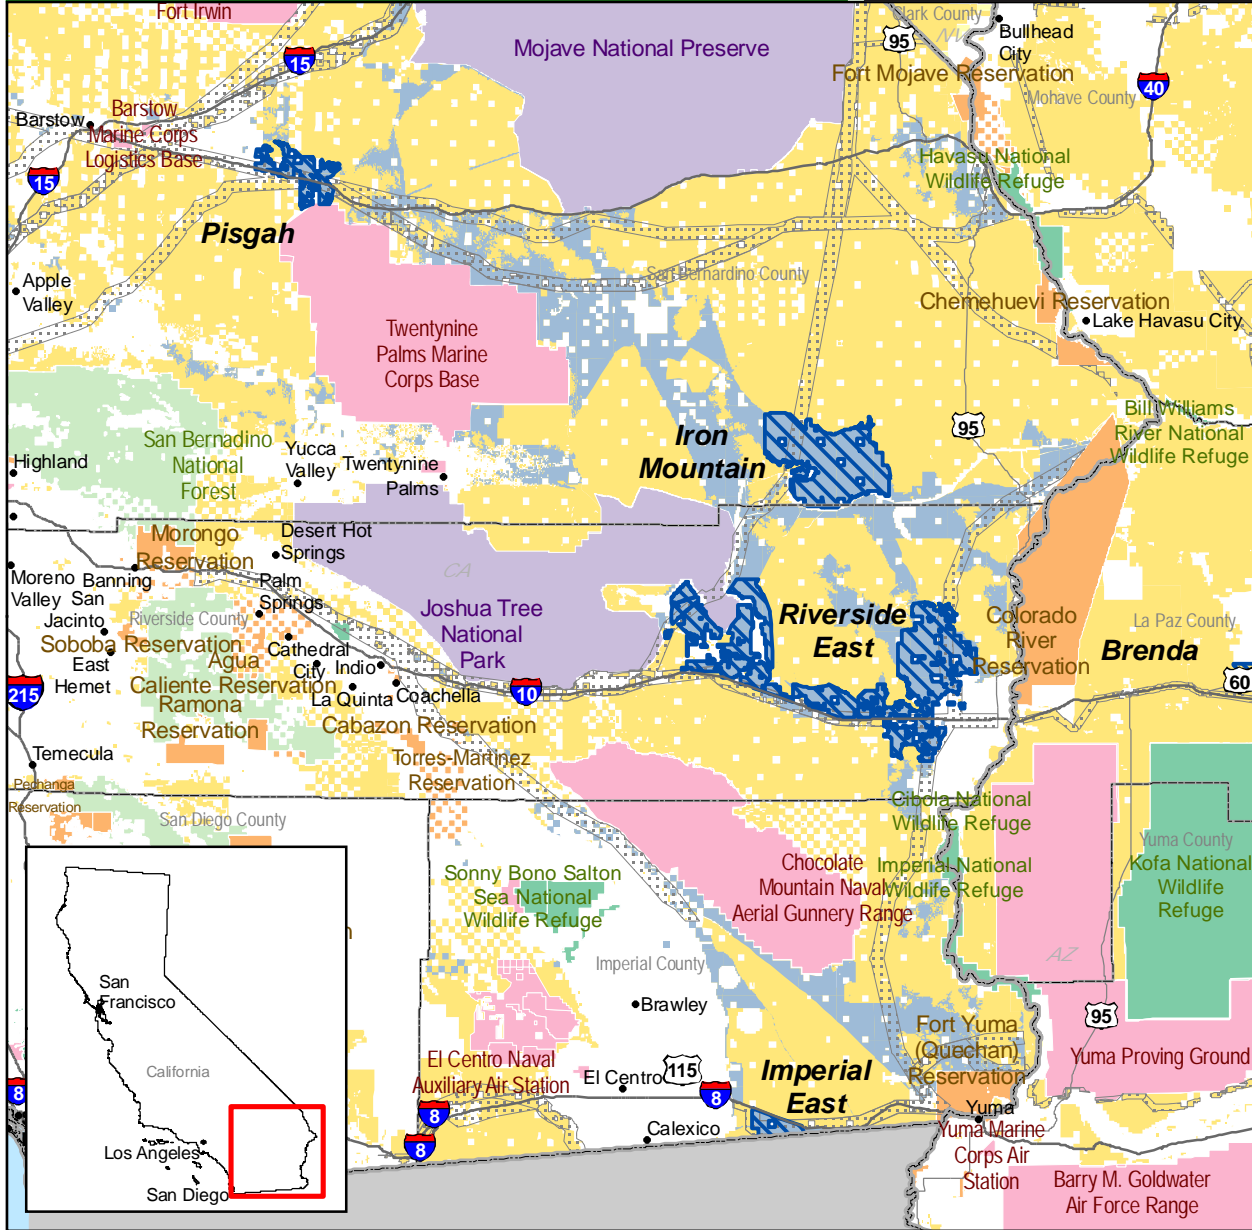 Fort Irwin
Mojave National Preserve
Clark County
NV
95
Bullhead
City
15
Fort Mojave Reservation
Mohave County
40
Barstow
Barstow
Marine Corps
Logistics Base
15
Havasu National
Wildlife Refuge
Pisgah
San Bernardino County
Apple
Valley
Chemehuevi Reservation
Lake Havasu City
Twentynine
Palms Marine
Corps Base
95
Bill Williams
River National
Wildlife Refuge
Iron
Mountain
San Bernadino
National
Forest
Highland
Yucca
Valley
Twentynine
Palms
Morongo
Reservation
Desert Hot
Springs
CA
Moreno
Valley
Banning
Palm
Springs
San
Jacinto
Riverside County
Joshua Tree
National
Park
Riverside
East
Colorado
River
Reservation
La Paz County
Brenda
Soboba Reservation
East
Hemet
Agua
Caliente Reservation
Cathedral
City
Indio
La Quinta
Coachella
10
60
215
Ramona
Reservation
Cabazon Reservation
Temecula
Torres-Martinez
Reservation
Pechanga
Reservation
San Diego County
Cibola National
Wildlife Refuge
Yuma County
Kofa National
Wildlife
Refuge
Chocolate
Mountain Naval
Aerial Gunnery Range
Imperial National
Wildlife Refuge
Sonny Bono Salton
Sea National
Wildlife Refuge
AZ
Imperial County
Brawley
95
Fort Yuma
(Quechan)
Reservation
Yuma Proving Ground
El Centro Naval
Auxiliary Air Station
El Centro
115
8
Imperial
East
8
8
8
Calexico
Yuma
Yuma Marine
Corps Air
Station
Barry M. Goldwater
Air Force Range
San
Francisco
California
Los Angeles
San Diego